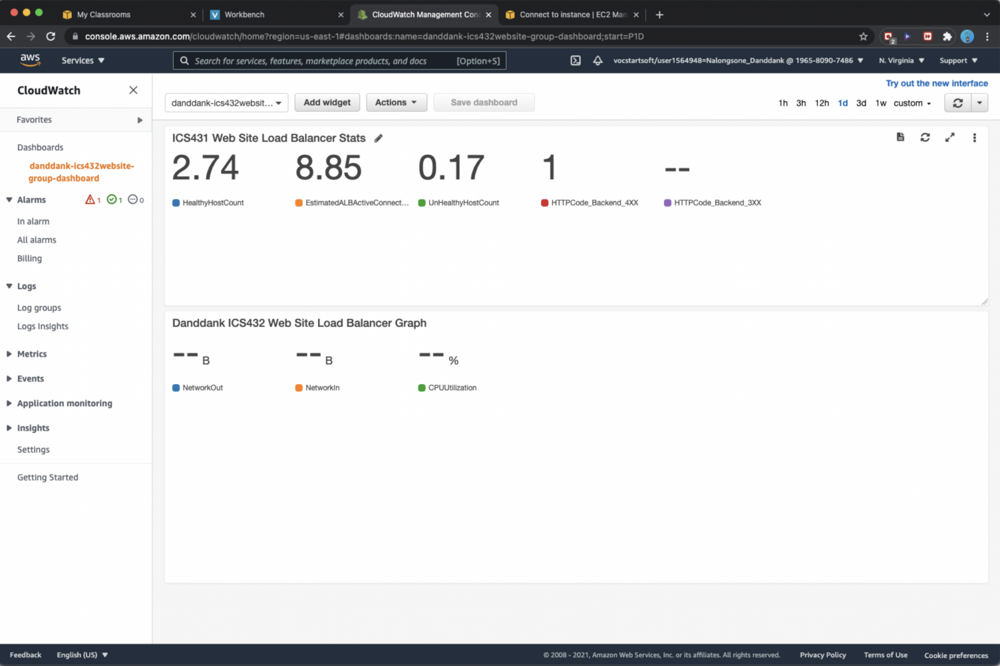 My Classrooms
Workbench
CloudWatch Management Con
Connect to instance | EC2 Man
console.aws.amazon.com/cloudwatch/home?region=us-east-1#dashboards:name=danddank-ics432website-group-dashboard;start=P1D
2
aws
Services
Search for services, features, marketplace products, and docs
[Option+S]
vocstartsoft/user1564948=Nalongsone_Danddank @ 1965-8090-7486
N. Virginia
Support
CloudWatch
Try out the new interface
danddank-ics432websit...
Add widget
Actions
Save dashboard
1h 3h 12h 1d 3d 1w custom
Favorites
Dashboards
danddank-ics432website-
group-dashboard
Alarms
1 1 0
In alarm
All alarms
Billing
Logs
Log groups
Logs Insights
Metrics
Events
Application monitoring
Insights
Settings
Getting Started
ICS431 Web Site Load Balancer Stats
2.74 8.85 0.17 1 --
HealthyHostCount EstimatedALBActiveConnect... UnHealthyHostCount HTTPCode_Backend_4XX HTTPCode_Backend_3XX
Danddank ICS432 Web Site Load Balancer Graph
-- B -- B -- %
NetworkOut NetworkIn CPUUtilization
Feedback
English (US)
© 2008 - 2021, Amazon Web Services, Inc. or its affiliates. All rights reserved.
Privacy Policy
Terms of Use
Cookie preferences